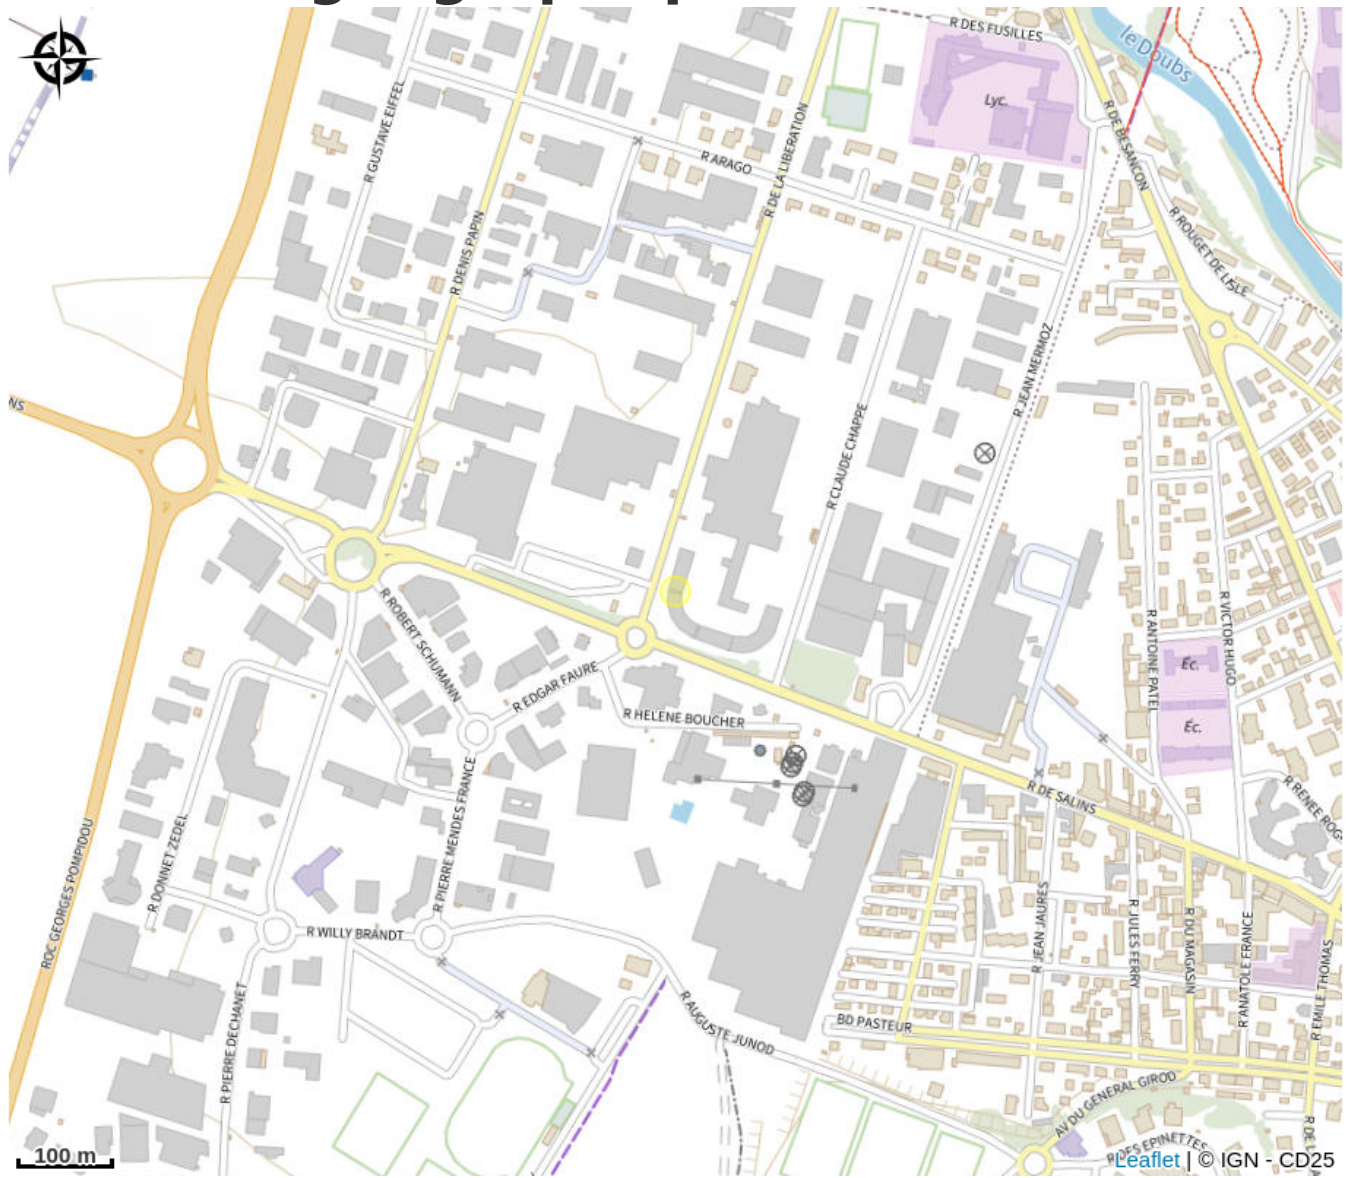 R DES FUSILLES
le Doubs
Lyc.
R GUSTAVE EIFFEL
R DE BESANCON
R DE LA LIBERATION
R ARAGO
R DENIS PAPIN
R ROUGET DE LISLE
R JEAN MERMOZ
NS
R CLAUDE CHAPPE
R ROBERT SCHUMANN
R ANTOINE PATEL
R VICTOR HUGO
Éc.
R EDGAR FAURE
R HELENE BOUCHER
Éc.
R DE SALINS
R RENEE ROG
R PIERRE MENDES FRANCE
R DONNET ZEDEL
ROC GEORGES POMPIDOU
R WILLY BRANDT
R JEAN JAURES
R JULES FERRY
R DU MAGASIN
R ANATOLE FRANCE
R EMILE THOMAS
R PIERRE DECHANET
R AUGUSTE JUNOD
BD PASTEUR
AV DU GENERAL GIROD
R DES EPINETTES
R DE L
100 m
Leaflet | © IGN - CD25